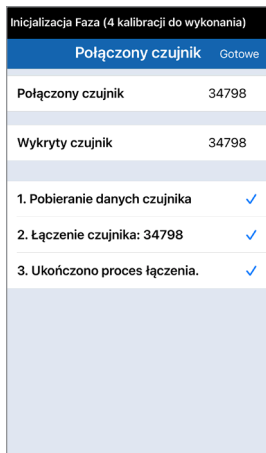 Inicjalizacja Faza (4 kalibracji do wykonania)
Połączony czujnik Gotowe
Połączony czujnik 34798
Wykryty czujnik 34798
1. Pobieranie danych czujnika
2. Łączenie czujnika: 34798
3. Ukończono proces łączenia.